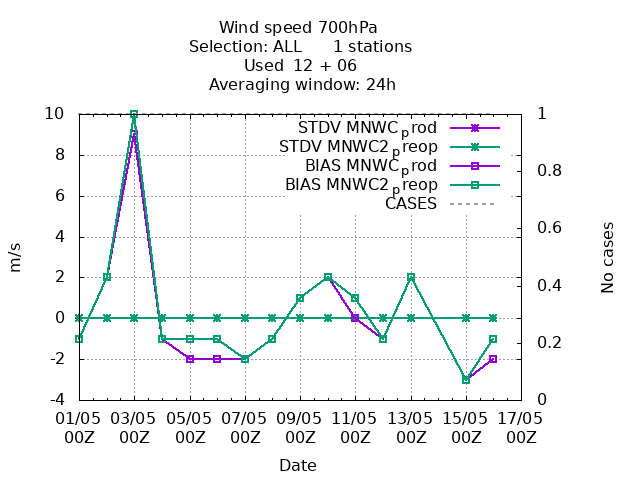 Wind speed 700hPa
Selection: ALL 1 stations
Used 12 + 06
Averaging window: 24h
STDV MNWC_prod
STDV MNWC2_preop
BIAS MNWC_prod
BIAS MNWC2_preop
CASES
10
8
6
4
2
0
-2
-4
m/s
1
0.8
0.6
0.4
0.2
0
No cases
01/05 03/05 05/05 07/05 09/05 11/05 13/05 15/05 17/05
00Z 00Z 00Z 00Z 00Z 00Z 00Z 00Z 00Z
Date